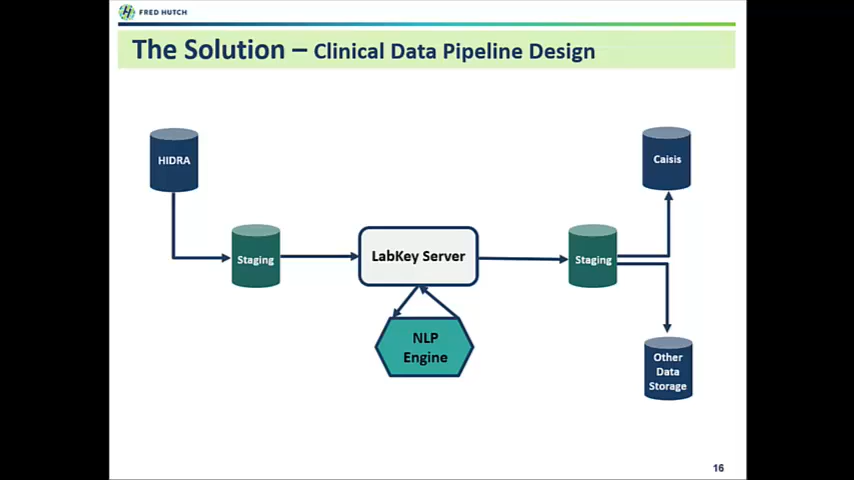 FRED HUTCH
The Solution – Clinical Data Pipeline Design
HIDRA
Caisis
Staging
LabKey Server
Staging
NLP
Engine
Other
Data
Storage
16